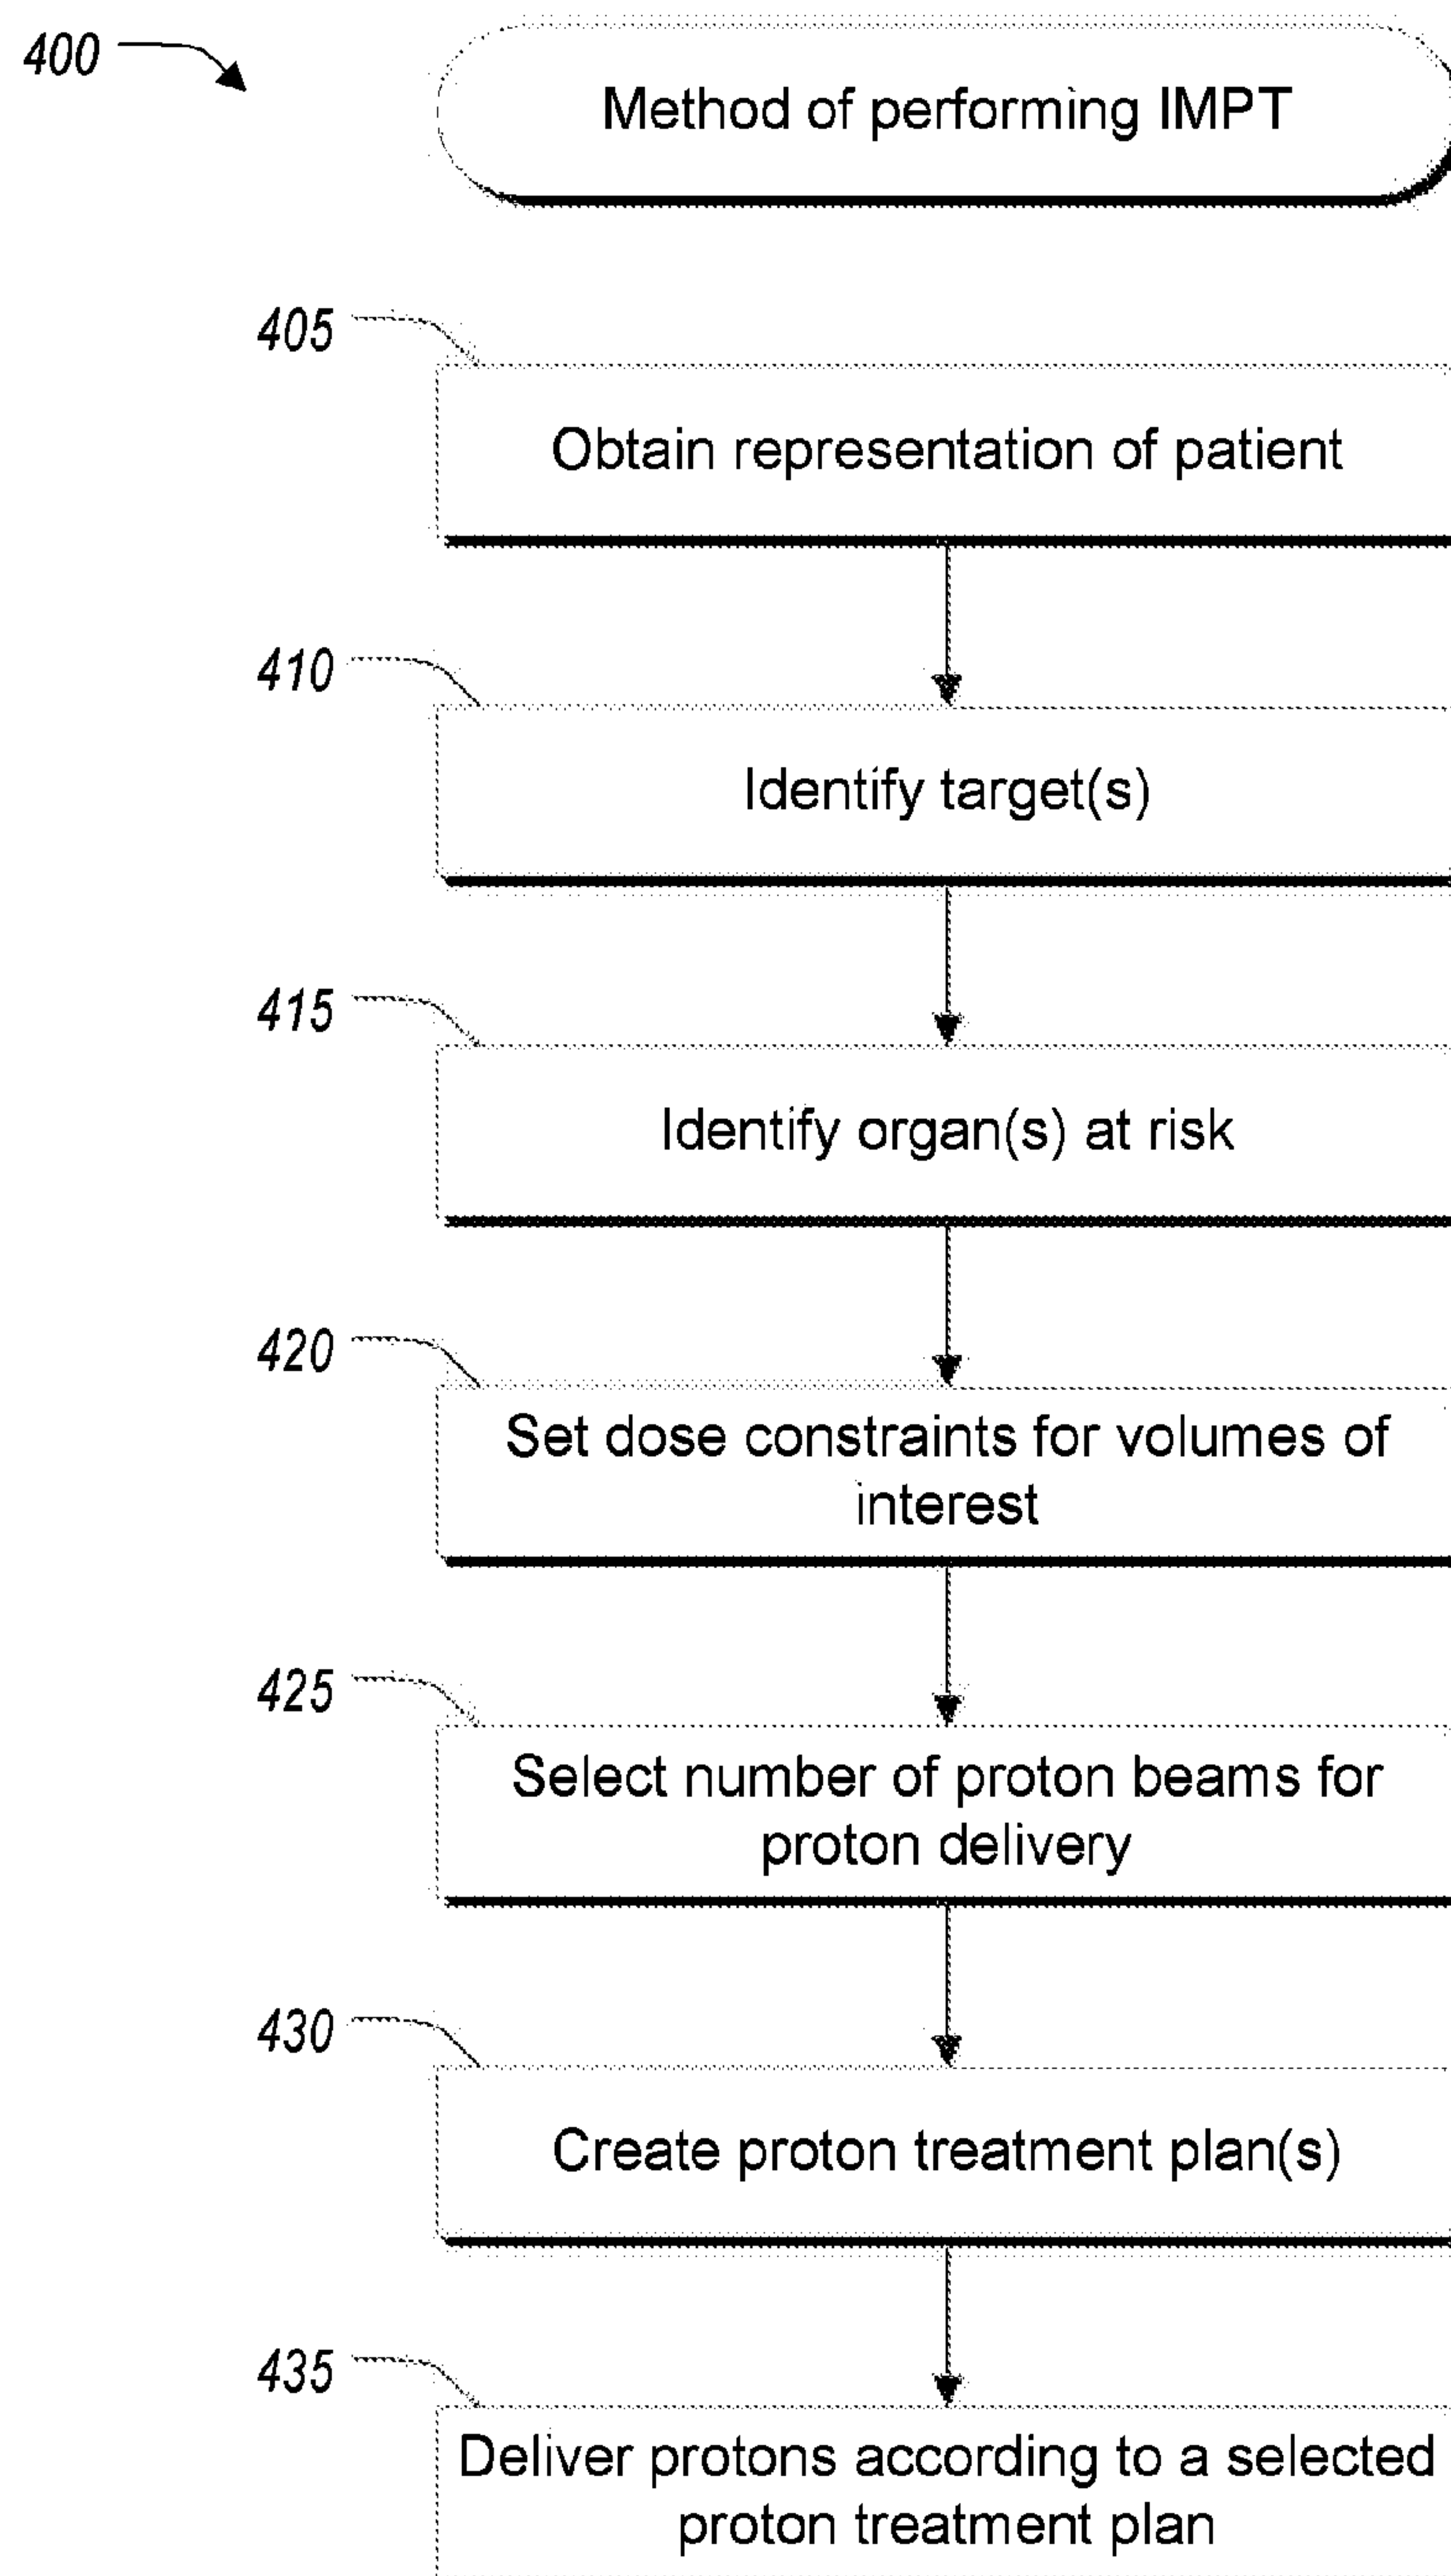 400
Method of performing IMPT
405
Obtain representation of patient
410
Identify target(s)
415
Identify organ(s) at risk
420
Set dose constraints for volumes of
interest
425
Select number of proton beams for
proton delivery
430
Create proton treatment plan(s)
435
Deliver protons according to a selected
proton treatment plan